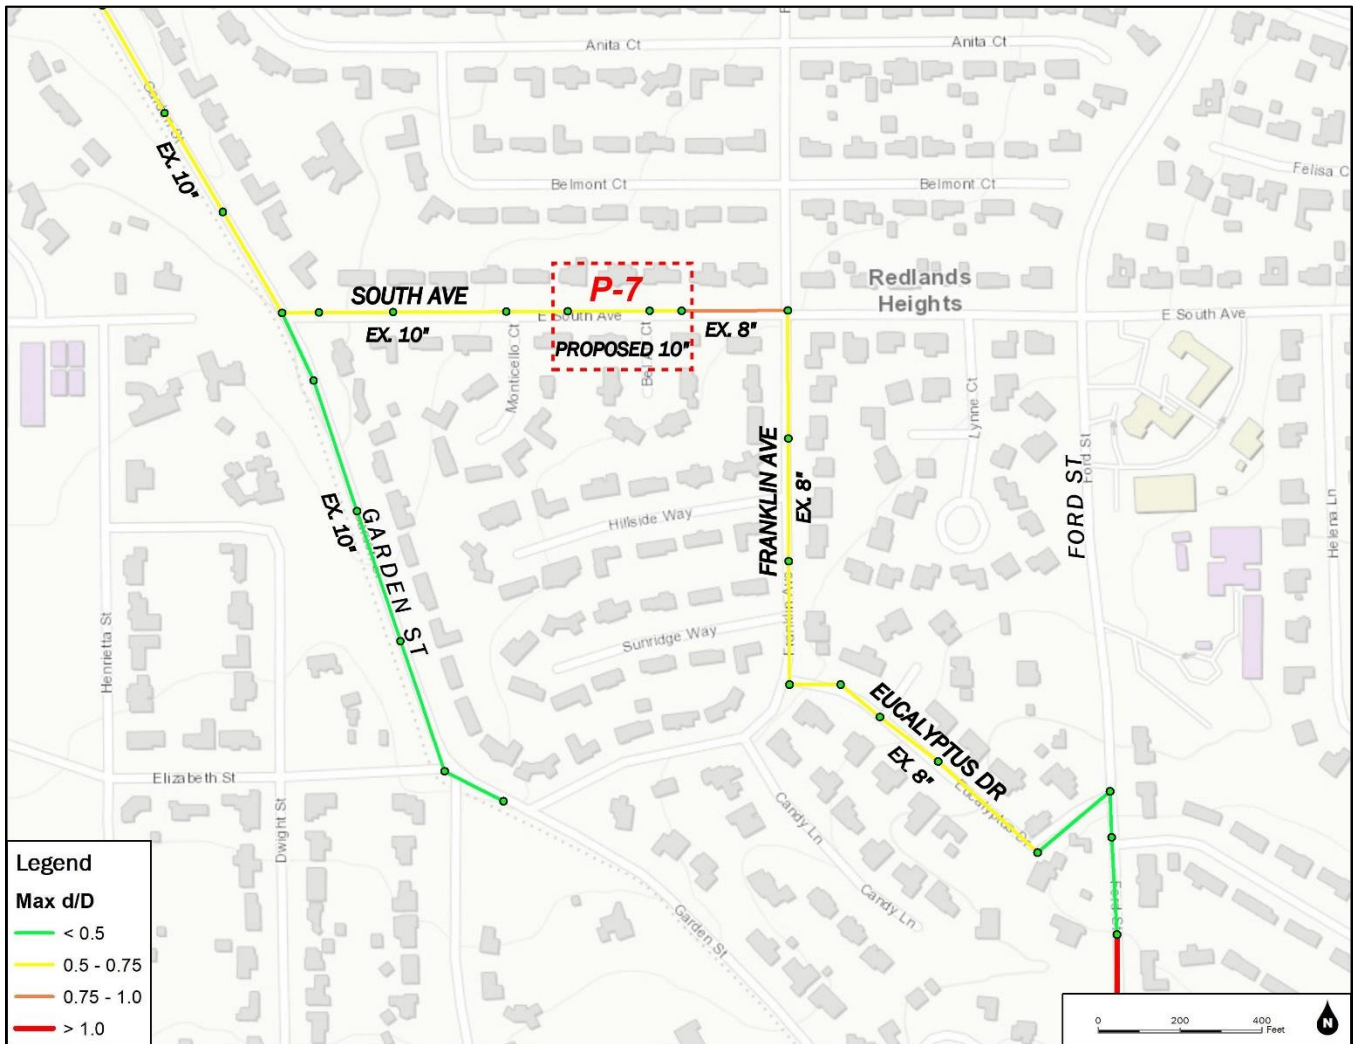 Anita Ct
Anita Ct
EX. 10"
Belmont Ct
Belmont Ct
Felisa C
P-7
SOUTH AVE
Redlands
Heights
E South Ave
E South Ave
EX. 10"
EX. 8"
PROPOSED 10"
Monticello Ct
Lynne Ct
FRANKLIN AVE
EX. 8"
FORD ST
Ford St
Helena Ln
EX. 10"
GARDEN ST
Hillside Way
Henrietta St
Sunridge Way
Franklin Ave
EUCALYPTUS DR
EX. 8"
Eucalyptus Dr
Elizabeth St
Dwight St
Candy Ln
Candy Ln
Garden St
Ford St
Legend
Max d/D
< 0.5
0.5 - 0.75
0.75 - 1.0
> 1.0
0 200 400
Feet
N